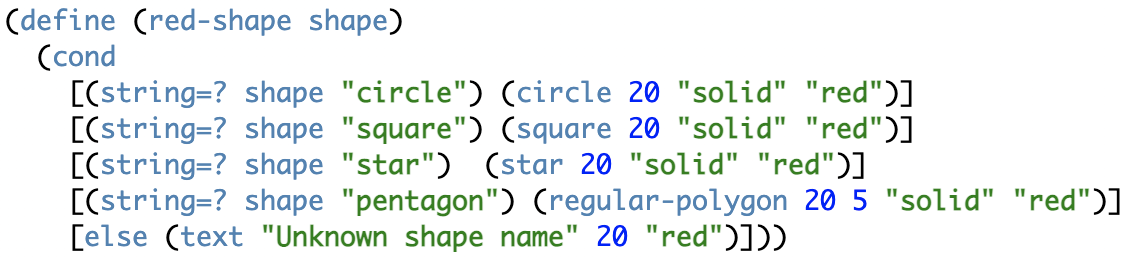 (define (red-shape shape)
  (cond
    [(string=? shape "circle") (circle 20 "solid" "red")]
    [(string=? shape "square") (square 20 "solid" "red")]
    [(string=? shape "star")  (star 20 "solid" "red")]
    [(string=? shape "pentagon") (regular-polygon 20 5 "solid" "red")]
    [else (text "Unknown shape name" 20 "red")]))